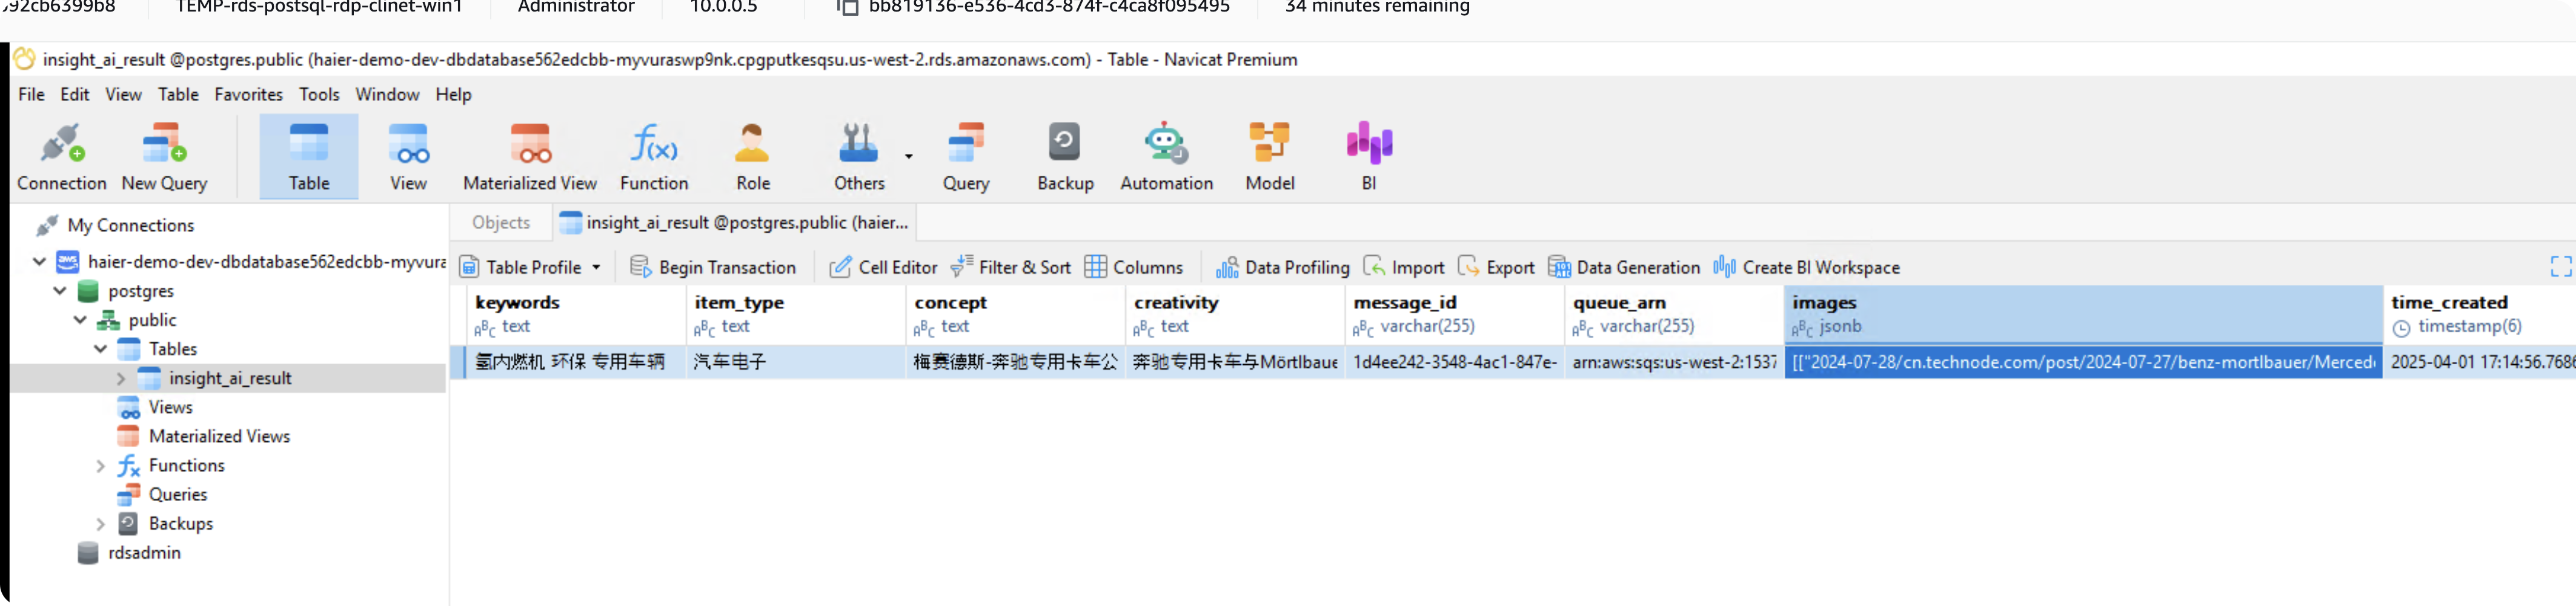 92cb6399b8 TEMP-rds-postsql-rdp-clinet-win1 Administrator 10.0.0.5 bb819136-e536-4cd3-874f-c4ca8f095495 34 minutes remaining
insight_ai_result @postgres.public (haier-demo-dev-dbdatabase562edcbb-myvuraswp9nk.cpgputkesqsu.us-west-2.rds.amazonaws.com) - Table - Navicat Premium
File Edit View Table Favorites Tools Window Help
Connection New Query Table View Materialized View Function Role Others Query Backup Automation Model BI
My Connections
haier-demo-dev-dbdatabase562edcbb-myvura
postgres
public
Tables
insight_ai_result
Views
Materialized Views
Functions
Queries
Backups
rdsadmin
Objects insight_ai_result @postgres.public (haier...
Table Profile Begin Transaction Cell Editor Filter & Sort Columns Data Profiling Import Export Data Generation Create BI Workspace
keywords item_type concept creativity message_id queue_arn images time_created
ABC text ABC text ABC text ABC text ABC varchar(255) ABC varchar(255) ABC jsonb timestamp(6)
氢内燃机 环保 专用车辆 汽车电子 梅赛德斯-奔驰专用卡车公 奔驰专用卡车与Mörtlbaue 1d4ee242-3548-4ac1-847e- arn:aws:sqs:us-west-2:1537 [["2024-07-28/cn.technode.com/post/2024-07-27/benz-mortlbauer/Merced 2025-04-01 17:14:56.768